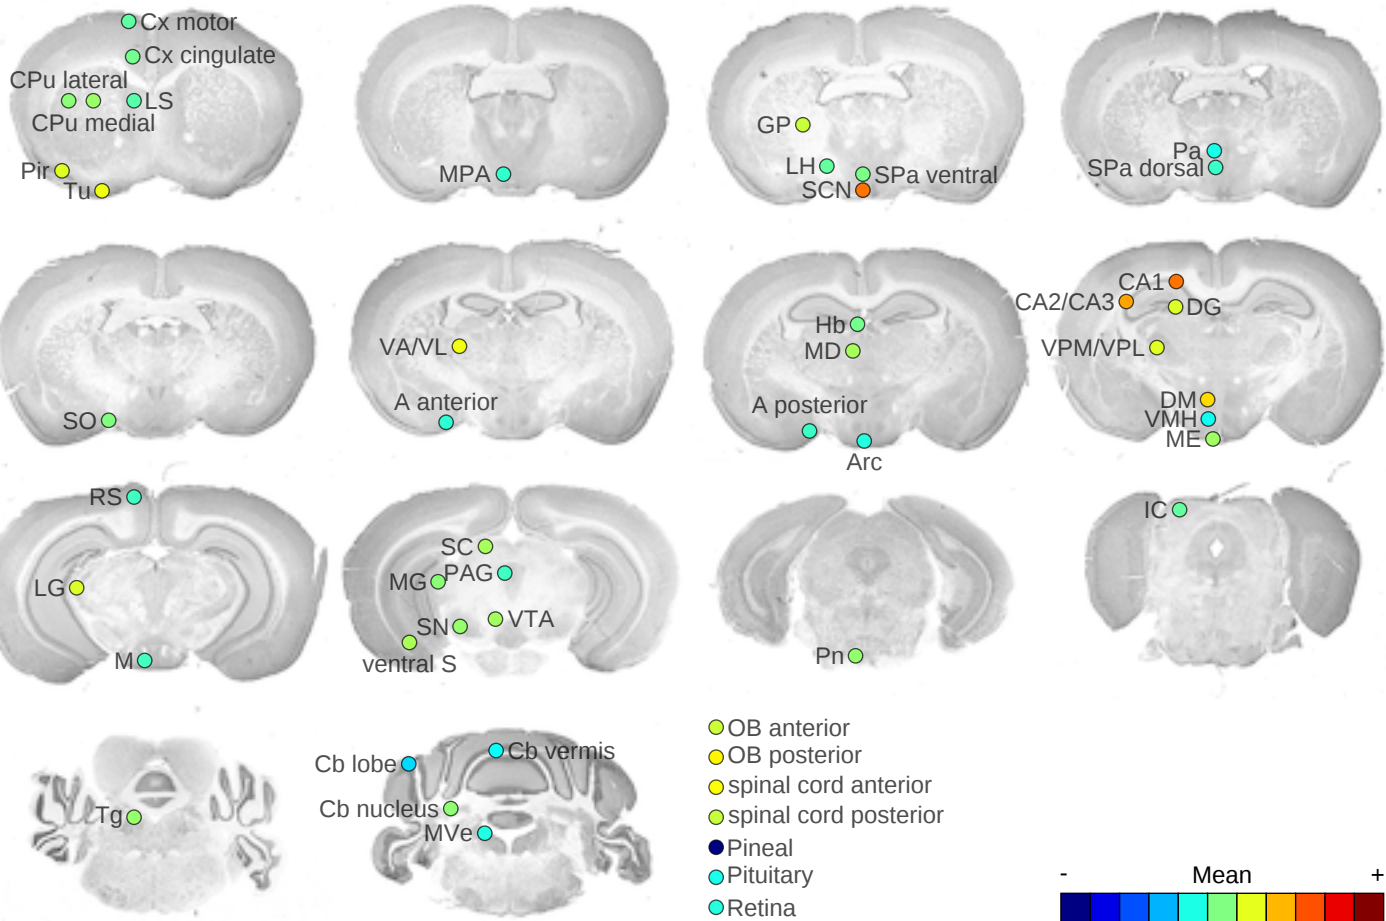 Cx motor
Cx cingulate
CPu lateral
LS
CPu medial
Pir
Tu
MPA
GP
LH
SPa ventral
SCN
Pa
SPa dorsal
SO
VA/VL
A anterior
Hb
MD
A posterior
Arc
CA1
CA2/CA3
DG
VPM/VPL
DM
VMH
ME
RS
LG
M
SC
MG
PAG
SN
VTA
ventral S
Pn
IC
Tg
Cb lobe
Cb vermis
Cb nucleus
MVe
OB anterior
OB posterior
spinal cord anterior
spinal cord posterior
Pineal
Pituitary
Retina
- Mean +